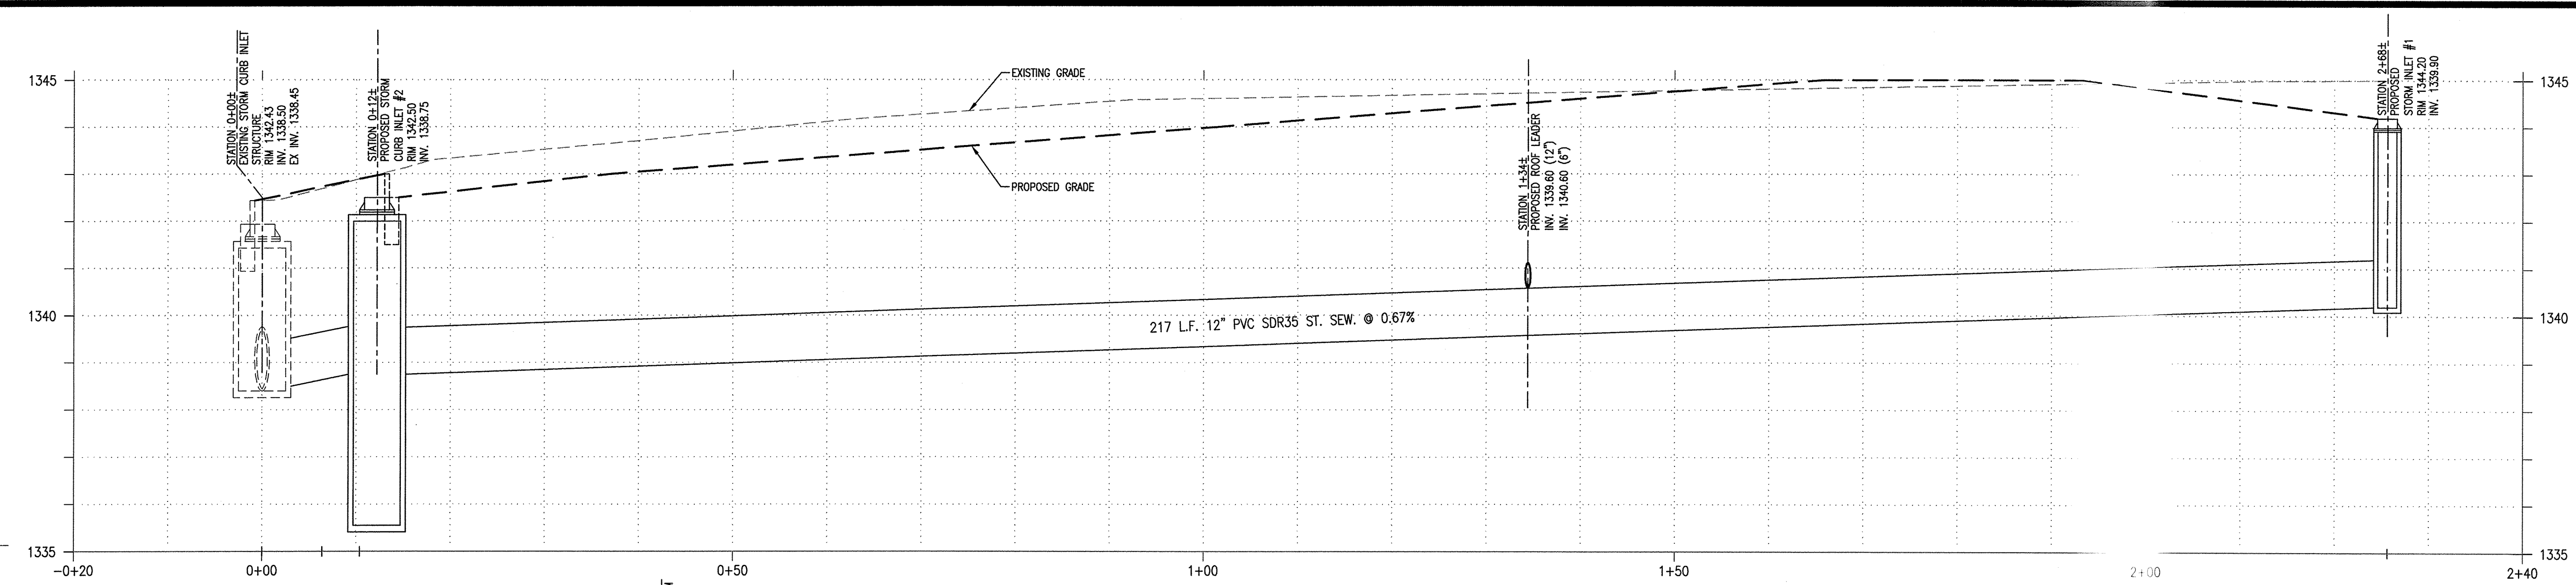 STATION 0+00±
EXISTING STORM CURB INLET
STRUCTURE
RIM 1342.43
INV. 1338.50
EX INV. 1338.45
STATION 0+12±
PROPOSED STORM
CURB INLET #2
RIM 1342.50
INV. 1338.75
EXISTING GRADE
PROPOSED GRADE
STATION 1+34±
PROPOSED ROOF LEADER
INV. 1339.60 (12")
INV. 1340.60 (6")
STATION 2+68±
PROPOSED
STORM INLET #1
RIM 1344.20
INV. 1339.90
1345
1345
1340
1340
217 L.F. 12" PVC SDR35 ST. SEW. @ 0.67%
1335
1335
-0+20
0+00
0+50
1+00
1+50
2+00
2+40